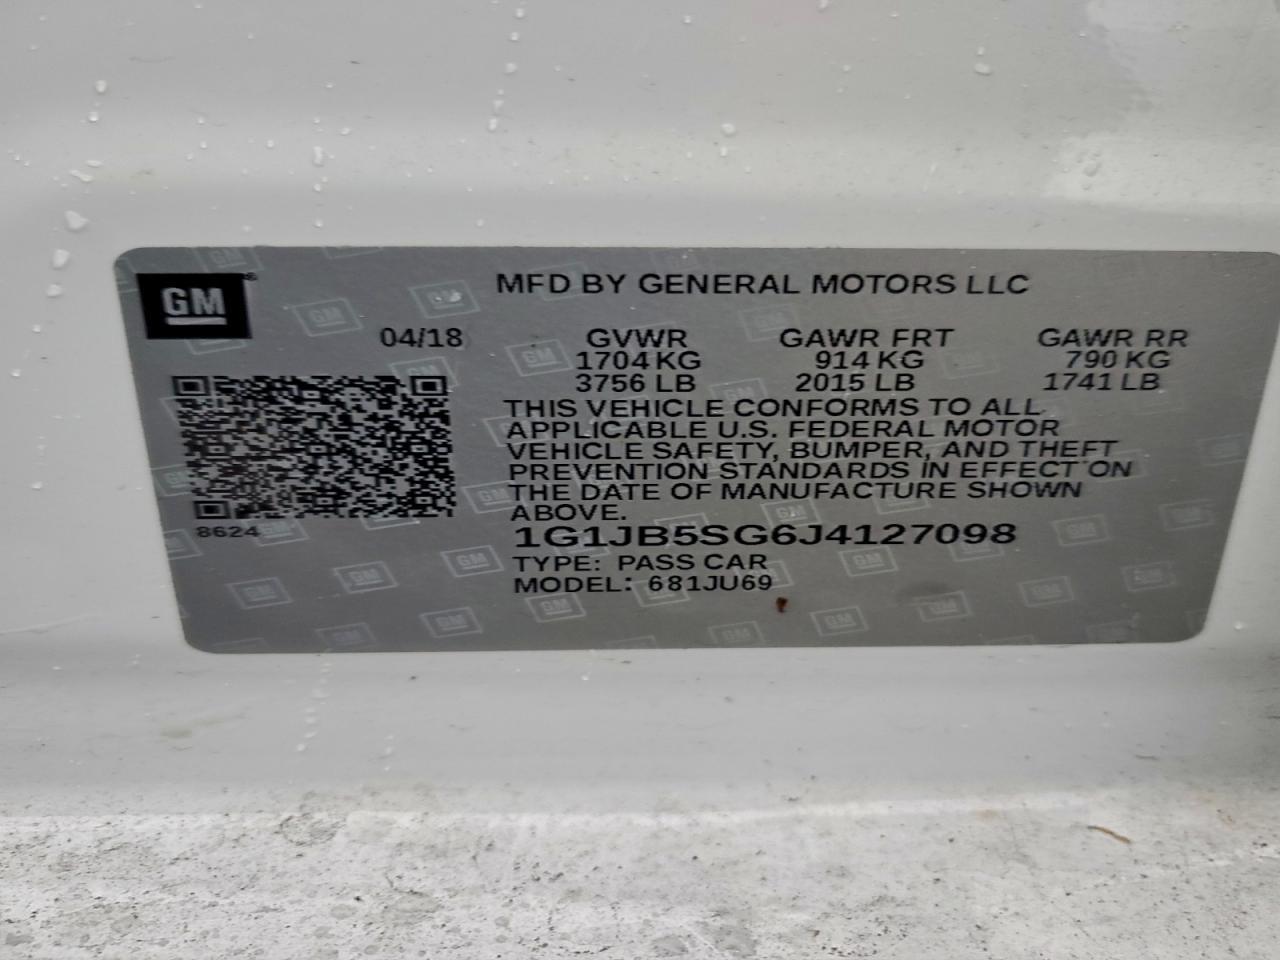 GM
MFD BY GENERAL MOTORS LLC
04/18 GVWR GAWR FRT GAWR RR
1704 KG 914 KG 790 KG
3756 LB 2015 LB 1741 LB
THIS VEHICLE CONFORMS TO ALL
APPLICABLE U.S. FEDERAL MOTOR
VEHICLE SAFETY, BUMPER, AND THEFT
PREVENTION STANDARDS IN EFFECT ON
THE DATE OF MANUFACTURE SHOWN
ABOVE.
8624
1G1JB5SG6J4127098
TYPE: PASS CAR
MODEL: 681JU69